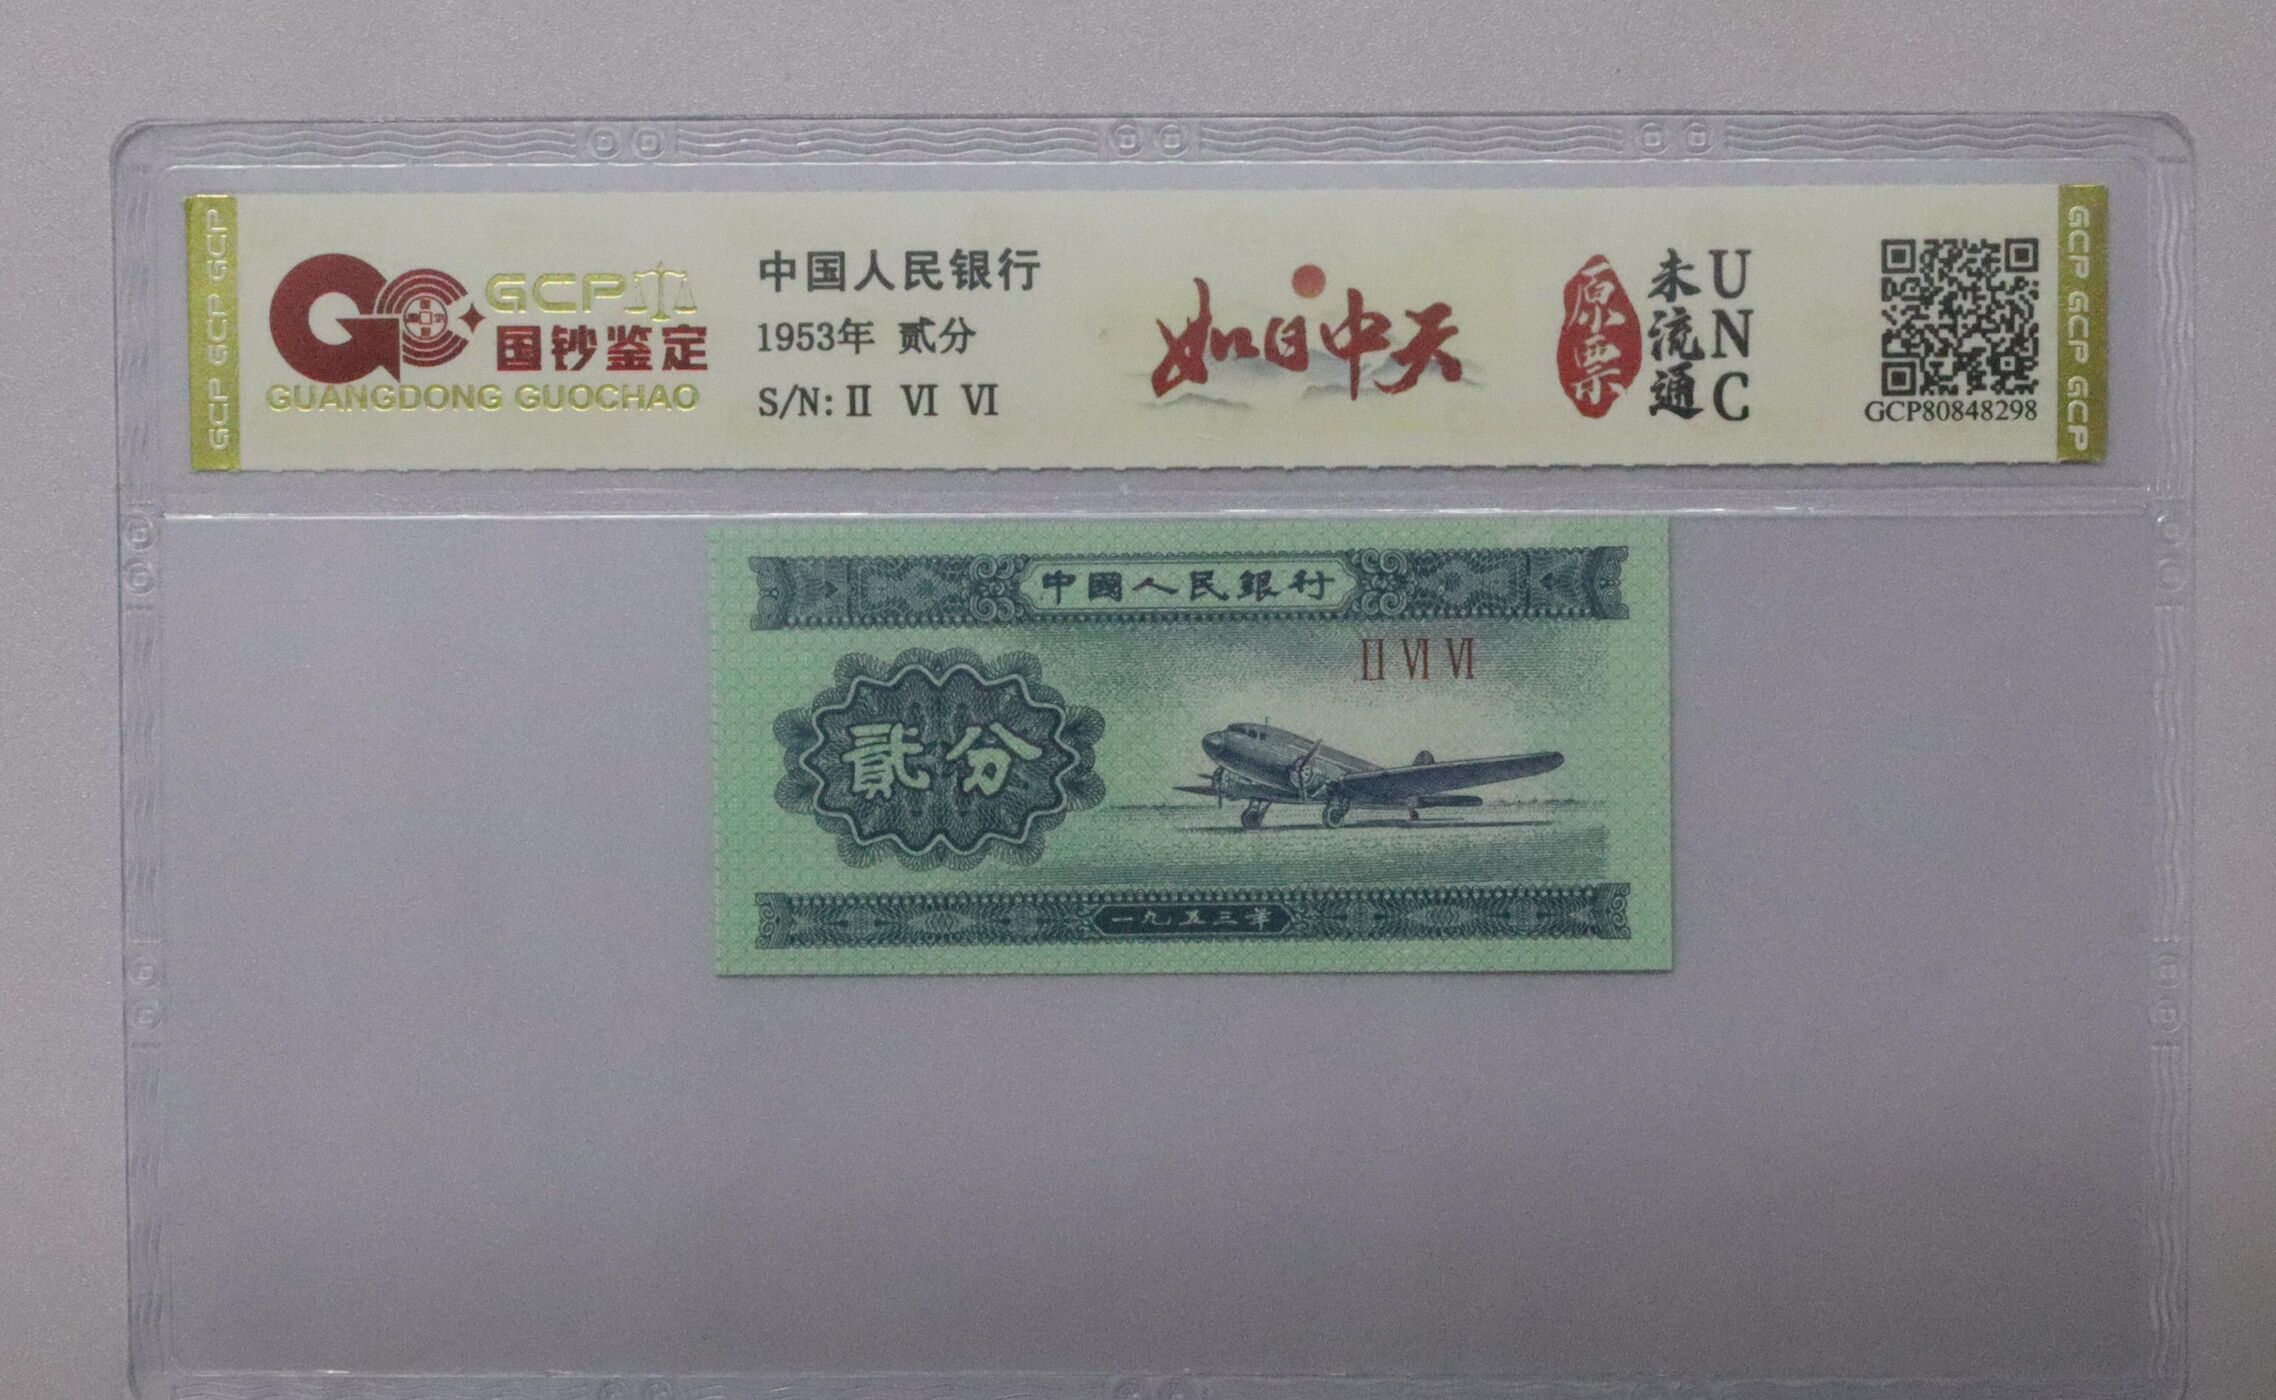 GCP GCP GCP
GCP
国钞鉴定
GUANGDONG GUOCHAO
中国人民银行
1953年 贰分
S/N: II VI VI
如日中天
原票
未流通
UNC
GCP80848298
GCP GCP GCP
中國人民銀行
II VI VI
貳分
一九五三年